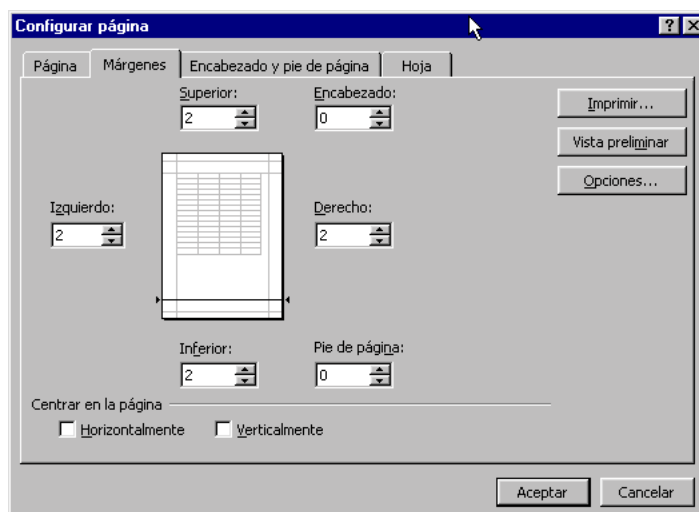 Configurar página
Página Márgenes Encabezado y pie de página Hoja
Superior: Encabezado:
2 0
Imprimir...
Vista preliminar
Opciones...
Izquierdo: Derecho:
2 2
Inferior: Pie de página:
2 0
Centrar en la página
Horizontalmente Verticalmente
Aceptar Cancelar